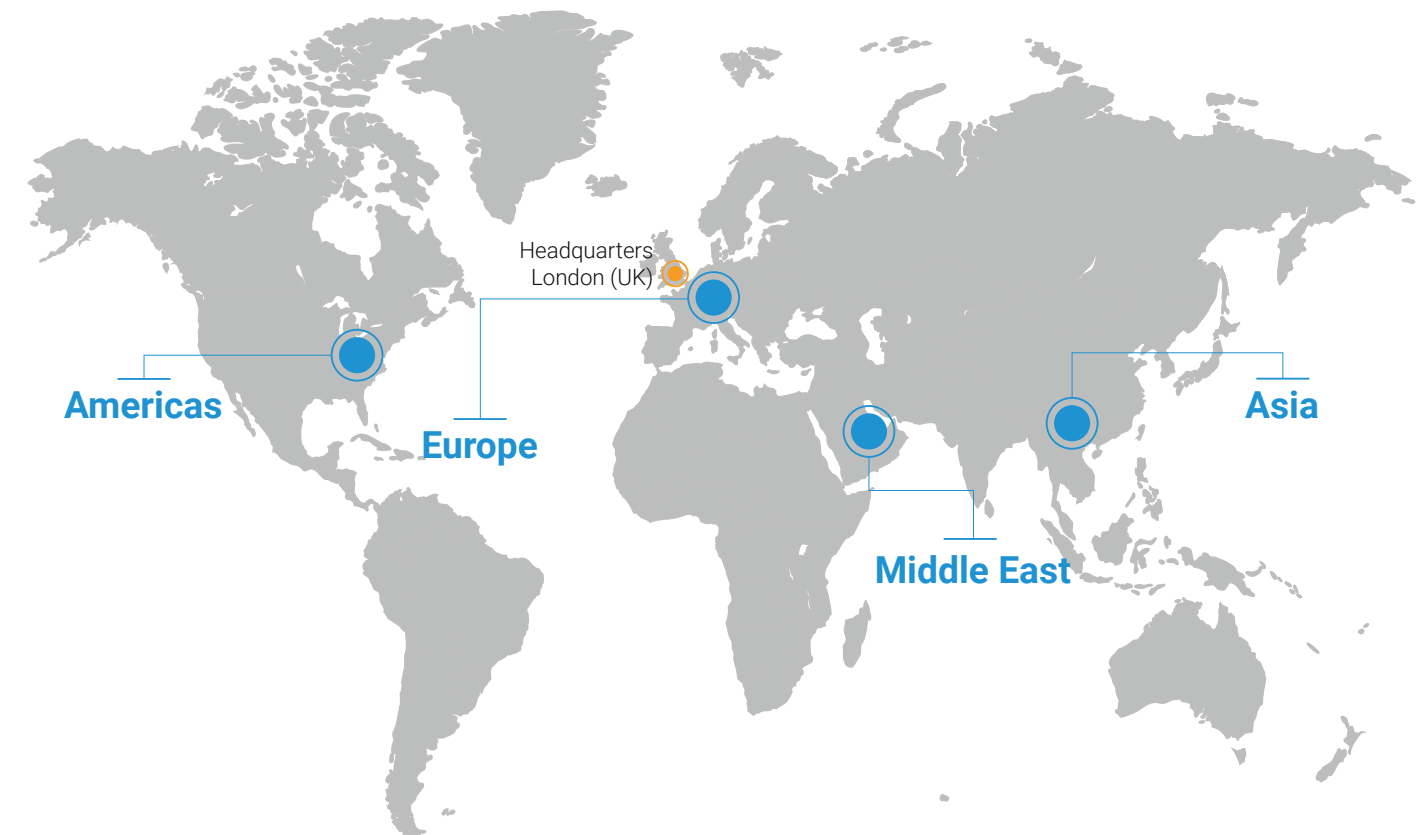 Headquarters
London (UK)
Americas
Europe
Asia
Middle East